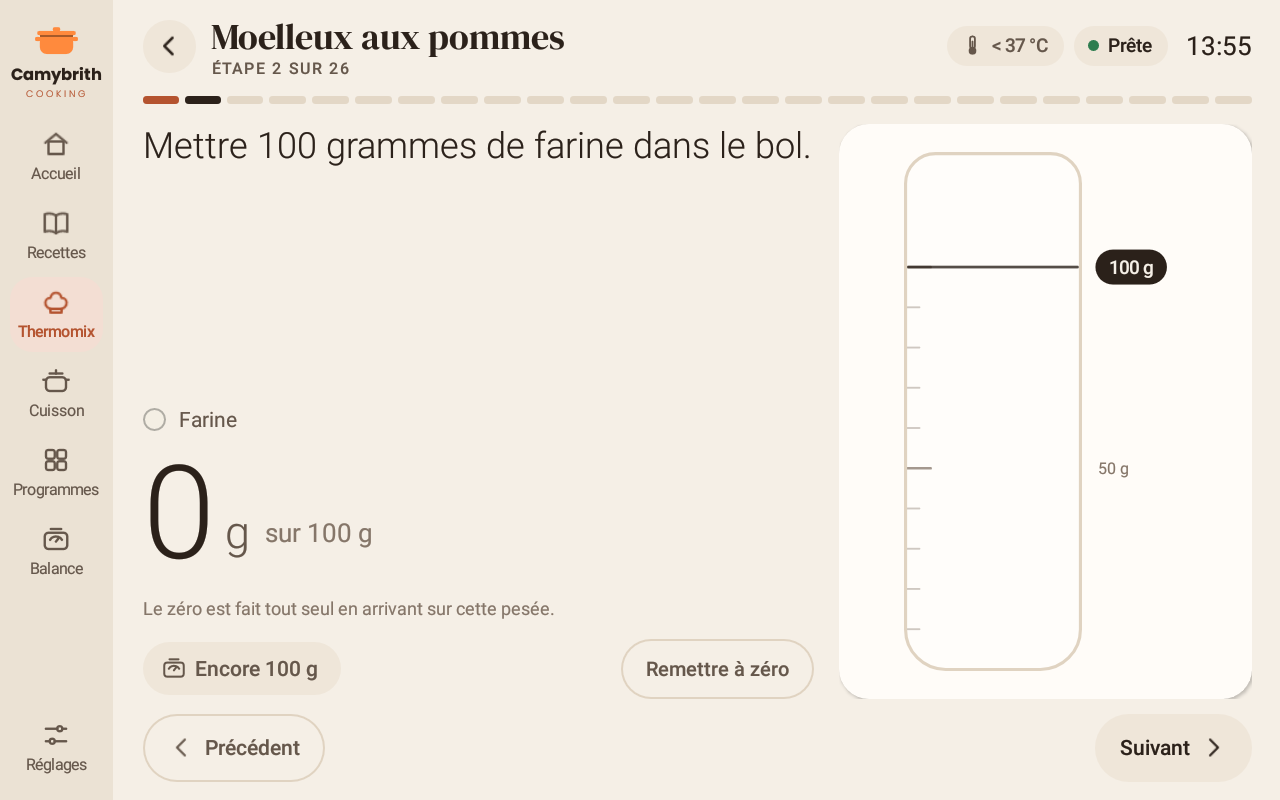 Camybrith
COOKING
Accueil
Recettes
Thermomix
Cuisson
Programmes
Balance
Réglages
Moelleux aux pommes
ÉTAPE 2 SUR 26
< 37 °C
Prête
13:55
Mettre 100 grammes de farine dans le bol.
Farine
0 g sur 100 g
Le zéro est fait tout seul en arrivant sur cette pesée.
Encore 100 g
Remettre à zéro
100 g
50 g
Précédent
Suivant